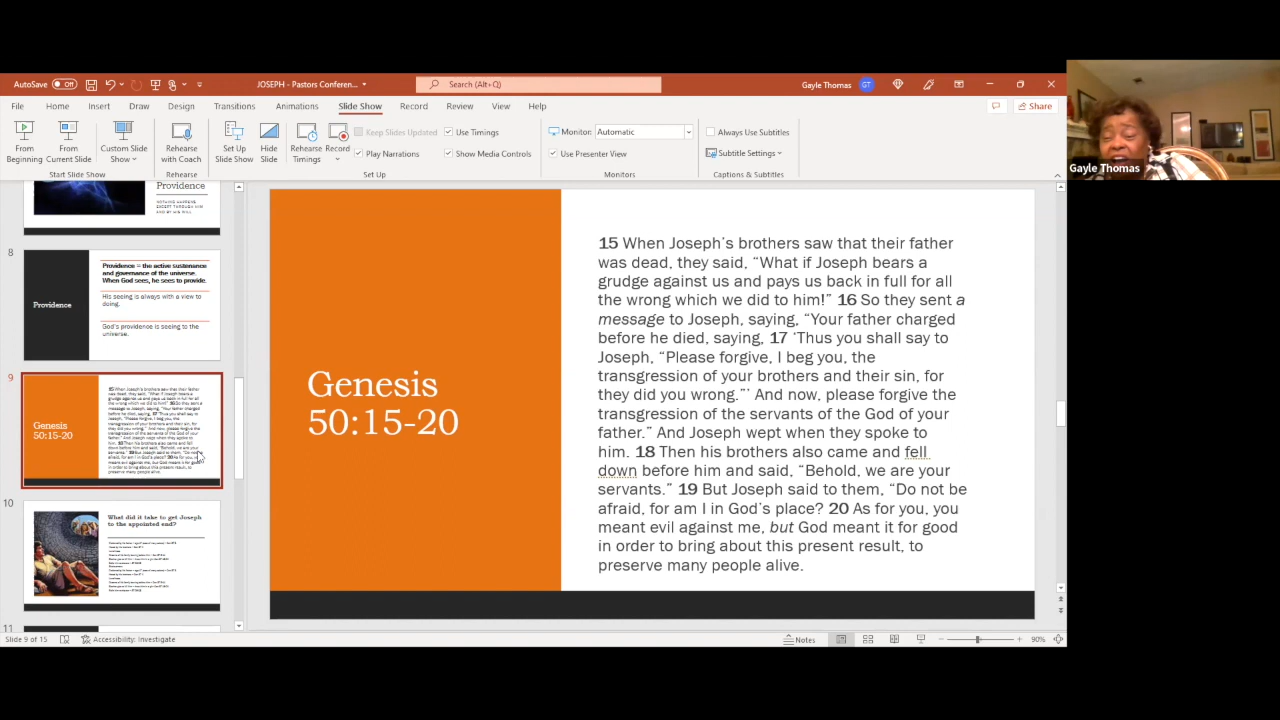 AutoSave Off
JOSEPH - Pastors Conferen...
Search (Alt+Q)
Gayle Thomas GT
File Home Insert Draw Design Transitions Animations Slide Show Record Review View Help
Share
From Beginning
From Current Slide
Custom Slide Show
Rehearse with Coach
Set Up Slide Show
Hide Slide
Rehearse Timings
Record
Keep Slides Updated
Play Narrations
Use Timings
Show Media Controls
Monitor: Automatic
Use Presenter View
Always Use Subtitles
Subtitle Settings
Start Slide Show
Rehearse
Set Up
Monitors
Captions & Subtitles
Gayle Thomas
Providence
NOTHING HAPPENS
EXCEPT THROUGH HIM
AND BY HIS WILL
8
Providence
Providence = the active sustenance
and governance of the universe.
When God sees, he sees to provide.
His seeing is always with a view to
doing.
God's providence is seeing to the
universe.
9
Genesis
50:15-20
10
What did it take to get Joseph
to the appointed end?
11
Genesis
50:15-20
15 When Joseph's brothers saw that their father
was dead, they said, “What if Joseph bears a
grudge against us and pays us back in full for all
the wrong which we did to him!” 16 So they sent a
message to Joseph, saying, “Your father charged
before he died, saying, 17 ‘Thus you shall say to
Joseph, “Please forgive, I beg you, the
transgression of your brothers and their sin, for
they did you wrong.”’ And now, please forgive the
transgression of the servants of the God of your
father.” And Joseph wept when they spoke to
him. 18 Then his brothers also came and fell
down before him and said, “Behold, we are your
servants.” 19 But Joseph said to them, “Do not be
afraid, for am I in God's place? 20 As for you, you
meant evil against me, but God meant it for good
in order to bring about this present result, to
preserve many people alive.
Slide 9 of 15
Accessibility: Investigate
Notes
90%